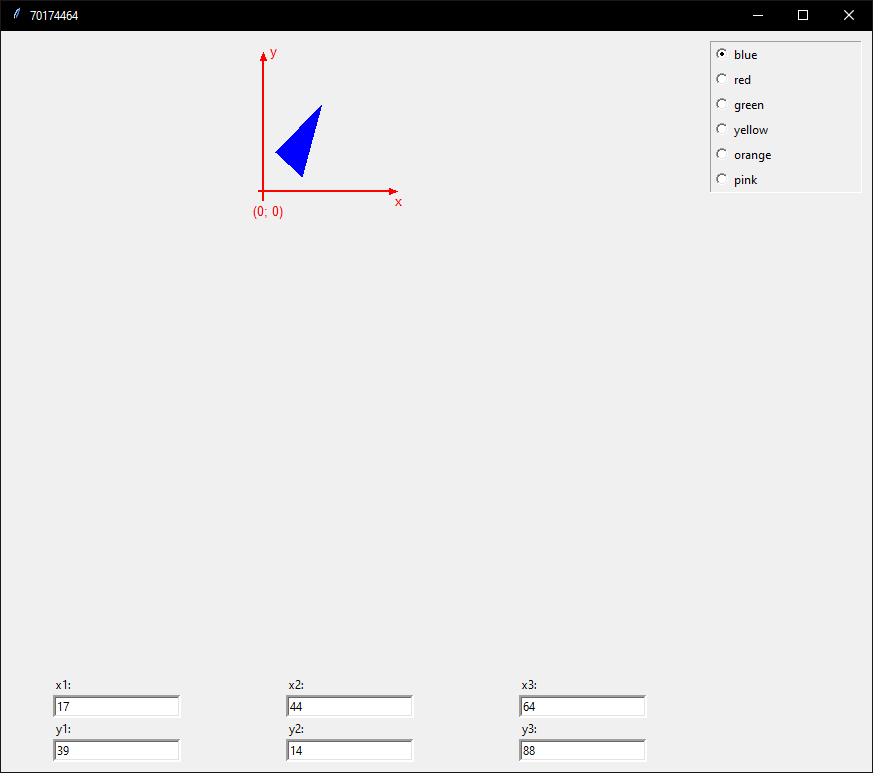 70174464
y
x
(0; 0)
blue
red
green
yellow
orange
pink
x1:
x2:
x3:
17
44
64
y1:
y2:
y3:
39
14
88